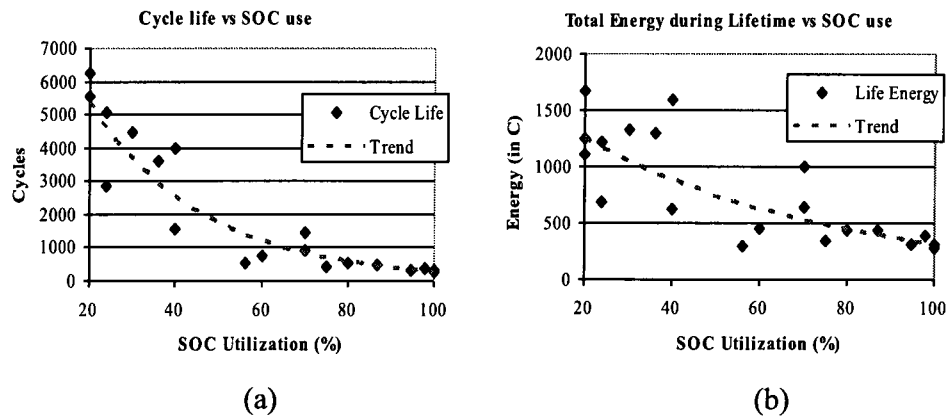 Cycle life vs SOC use
7000
6000
5000
4000
3000
2000
1000
0
Cycles
Cycle Life
Trend
20
40
60
80
100
SOC Utilization (%)
(a)
Total Energy during Lifetime vs SOC use
2000
1500
1000
500
0
Energy (in C)
Life Energy
Trend
20
40
60
80
100
SOC Utilization (%)
(b)